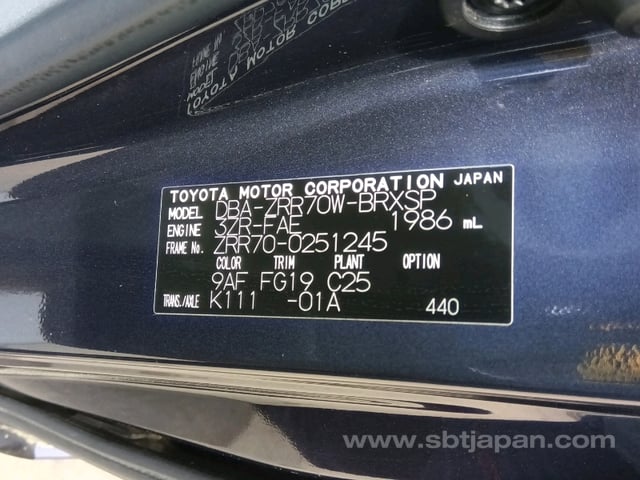 TOYOTA MOTOR CORPORATION JAPAN
MODEL DBA-ZRR70W-BRXSP
ENGINE 3ZR-FAE 1986 mL
FRAME No. ZRR70-0251245
COLOR TRIM PLANT OPTION
9AF FG19 C25
TRANS./AXLE K111 -01A 440
www.sbtjapan.com